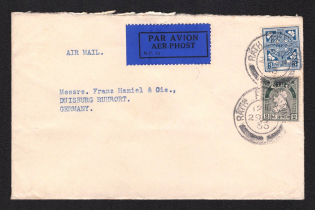 PAR AVION
AER-PHOST
AIR MAIL.
Messrs. Franz Haniel & Cie.,
DUISBURG RUHRORT.
GERMANY.